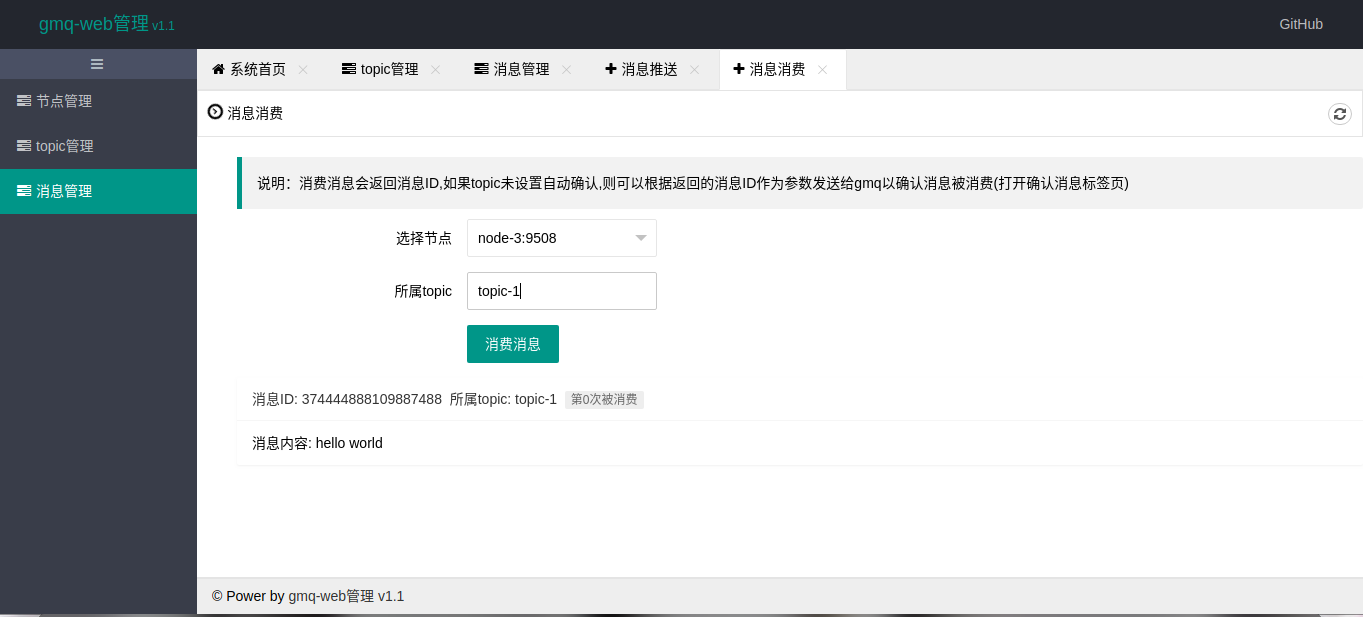 gmq-web管理 v1.1
GitHub
系统首页 topic管理 消息管理 消息推送 消息消费
节点管理
topic管理
消息管理
消息消费
说明：消费消息会返回消息ID,如果topic未设置自动确认,则可以根据返回的消息ID作为参数发送给gmq以确认消息被消费(打开确认消息标签页)
选择节点 node-3:9508
所属topic topic-1
消费消息
消息ID: 374444888109887488 所属topic: topic-1 第0次被消费
消息内容: hello world
© Power by gmq-web管理 v1.1